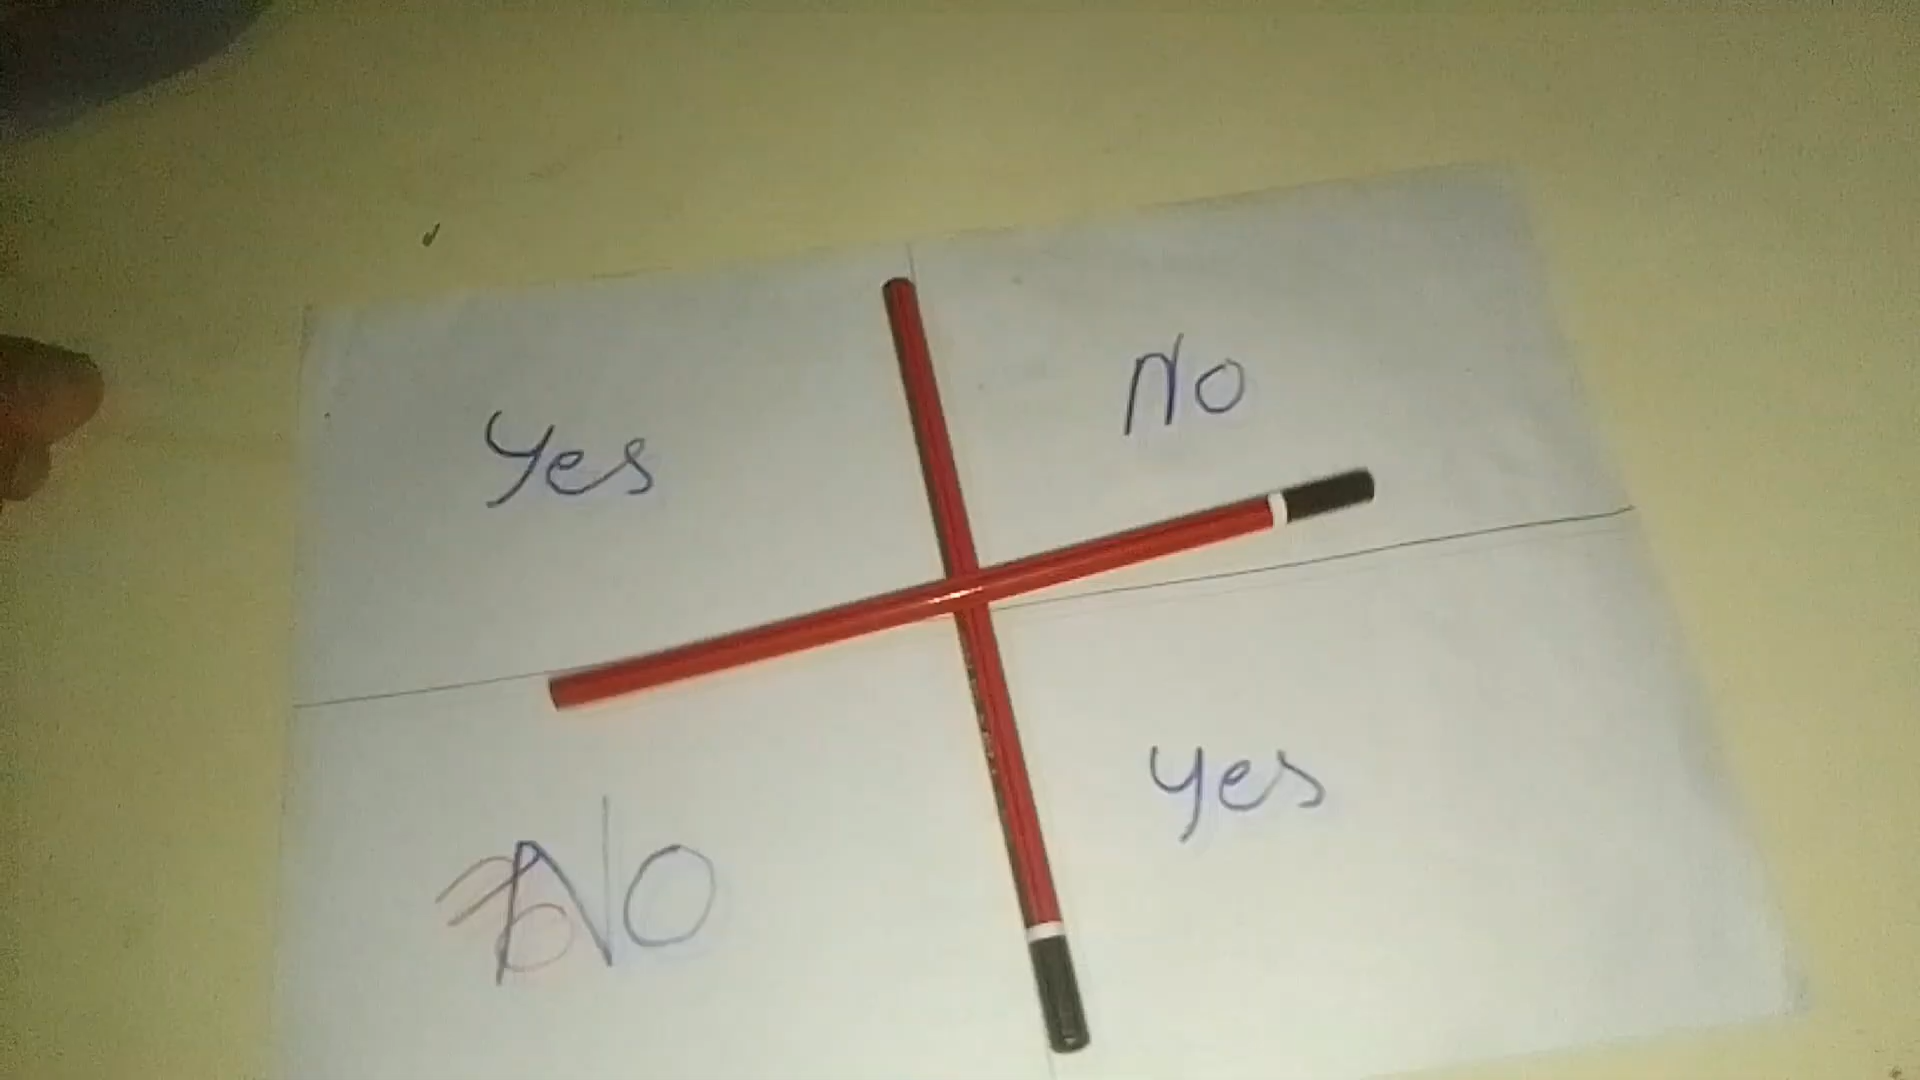 Yes
No
No
yes